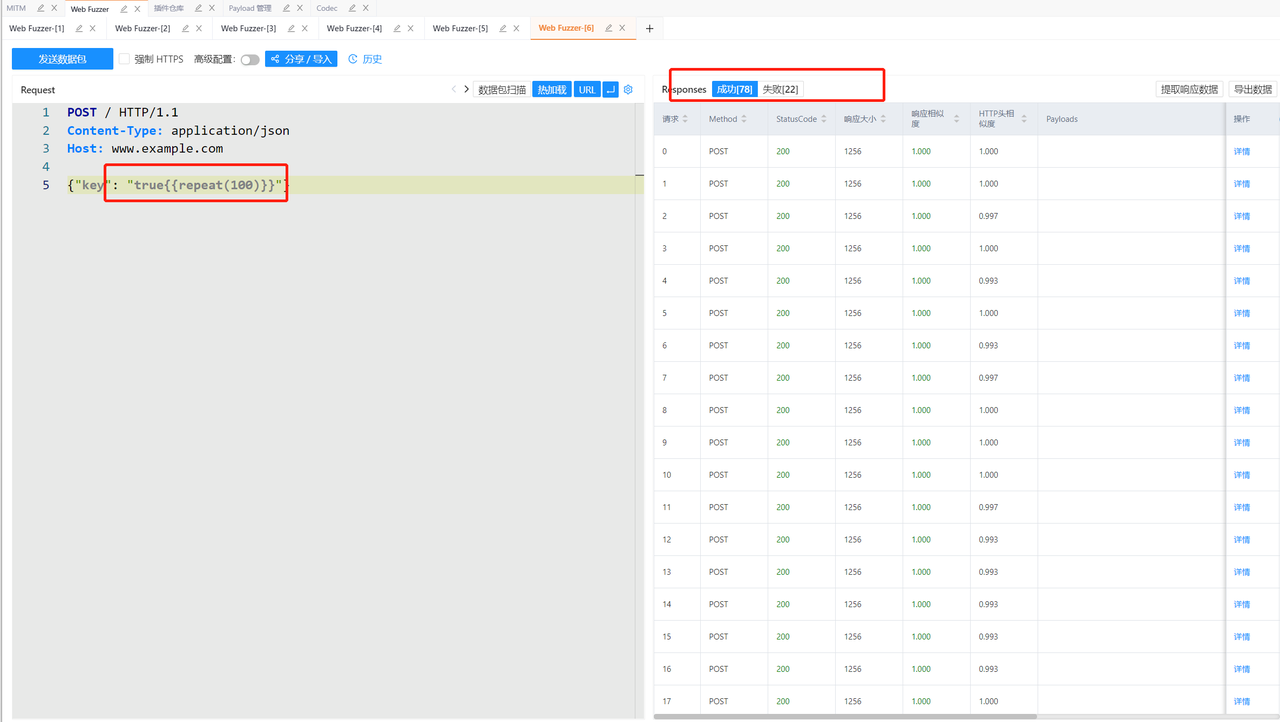 MITM Web Fuzzer 插件仓库 Payload 管理 Codec
Web Fuzzer-[1] Web Fuzzer-[2] Web Fuzzer-[3] Web Fuzzer-[4] Web Fuzzer-[5] Web Fuzzer-[6]
发送数据包 强制 HTTPS 高级配置: 分享 / 导入 历史
Request 数据包扫描 热加载 URL
1 POST / HTTP/1.1
2 Content-Type: application/json
3 Host: www.example.com
4
5 {"key": "true{{repeat(100)}}"}
Responses 成功[78] 失败[22] 提取响应数据 导出数据
请求 Method StatusCode 响应大小 响应相似度 HTTP头相似度 Payloads 操作
0 POST 200 1256 1.000 1.000 详情
1 POST 200 1256 1.000 1.000 详情
2 POST 200 1256 1.000 0.997 详情
3 POST 200 1256 1.000 1.000 详情
4 POST 200 1256 1.000 0.993 详情
5 POST 200 1256 1.000 1.000 详情
6 POST 200 1256 1.000 0.993 详情
7 POST 200 1256 1.000 0.997 详情
8 POST 200 1256 1.000 1.000 详情
9 POST 200 1256 1.000 1.000 详情
10 POST 200 1256 1.000 1.000 详情
11 POST 200 1256 1.000 0.997 详情
12 POST 200 1256 1.000 0.993 详情
13 POST 200 1256 1.000 0.993 详情
14 POST 200 1256 1.000 0.993 详情
15 POST 200 1256 1.000 0.993 详情
16 POST 200 1256 1.000 0.993 详情
17 POST 200 1256 1.000 1.000 详情